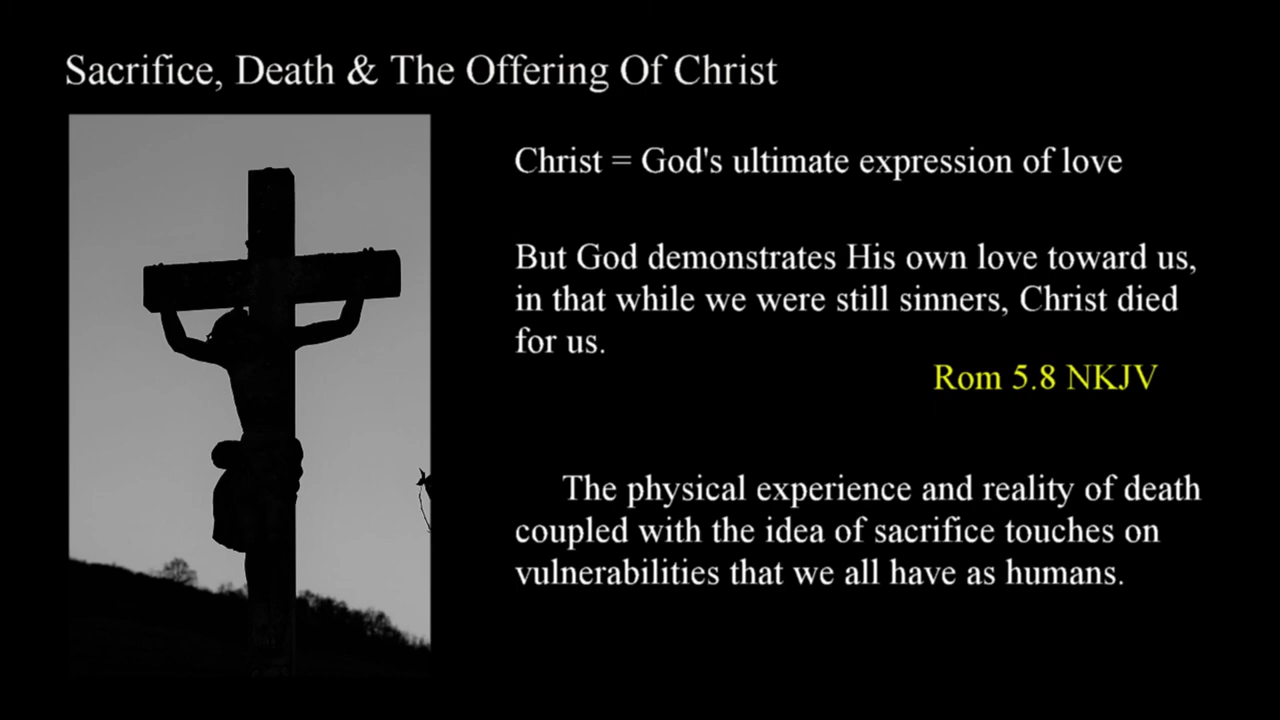 Sacrifice, Death & The Offering Of Christ
Christ = God's ultimate expression of love
But God demonstrates His own love toward us,
in that while we were still sinners, Christ died
for us.
Rom 5.8 NKJV
The physical experience and reality of death
coupled with the idea of sacrifice touches on
vulnerabilities that we all have as humans.